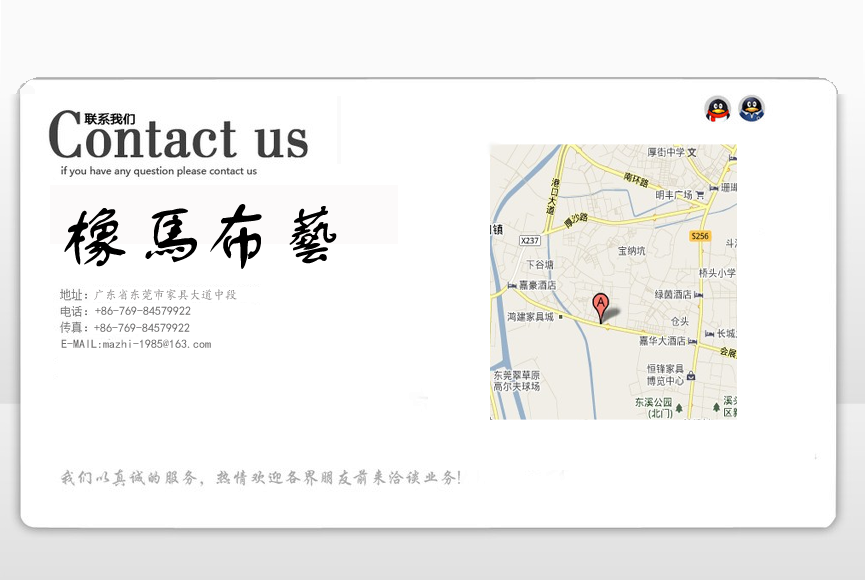 联系我们
Contact us
if you have any question please contact us
橡馬布藝
地址：广东省东莞市家具大道中段
电话：+86-769-84579922
传真：+86-769-84579922
E-MAIL:mazhi-1985@163.com
厚街中学
南环路
港口大道
珊瑚
明丰广场
厚沙路
镇
X237
S256
斗
宝纳坑
下谷塘
桥头小学
嘉豪酒店
绿茵酒店
A
鸿建家具城
仓头
长城
嘉华大酒店
会展
恒锋家具
博览中心
东莞翠草原
高尔夫球场
东溪公园
(北门)
溪头
区
我们以真诚的服务，热情欢迎各界朋友前来洽谈业务！